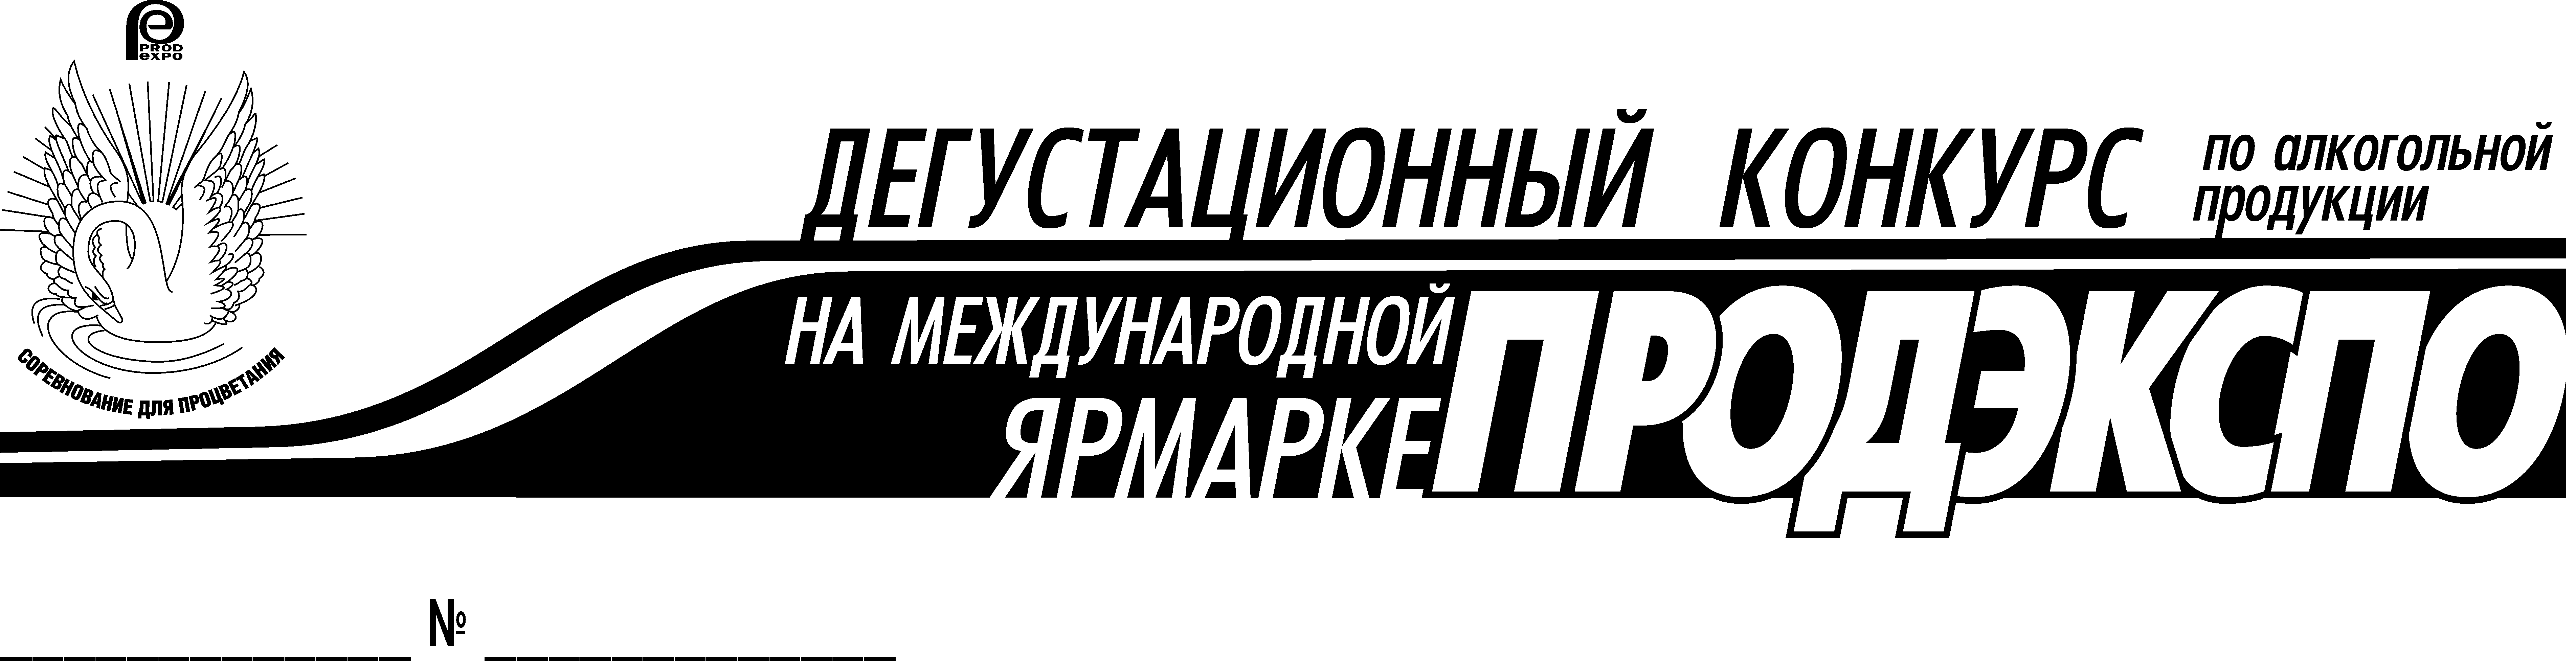 PROD
EXPO
СОРЕВНОВАНИЕ ДЛЯ ПРОЦВЕТАНИЯ
ДЕГУСТАЦИОННЫЙ КОНКУРС
по алкогольной
продукции
НА МЕЖДУНАРОДНОЙ
ЯРМАРКЕ
ПРОДЭКСПО
№